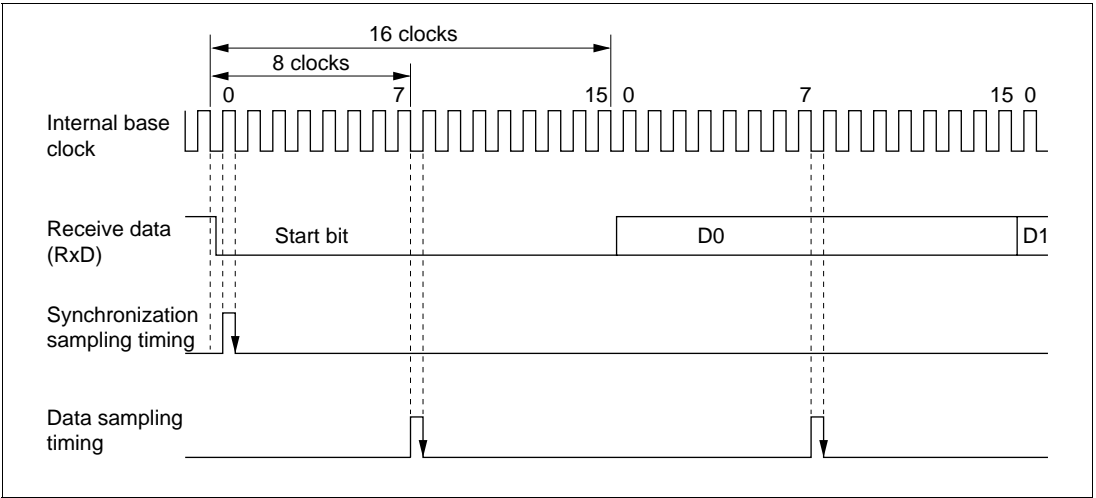 16 clocks
8 clocks
0 7 15 0 7 15 0
Internal base
clock
Receive data
(RxD)
Start bit D0 D1
Synchronization
sampling timing
Data sampling
timing